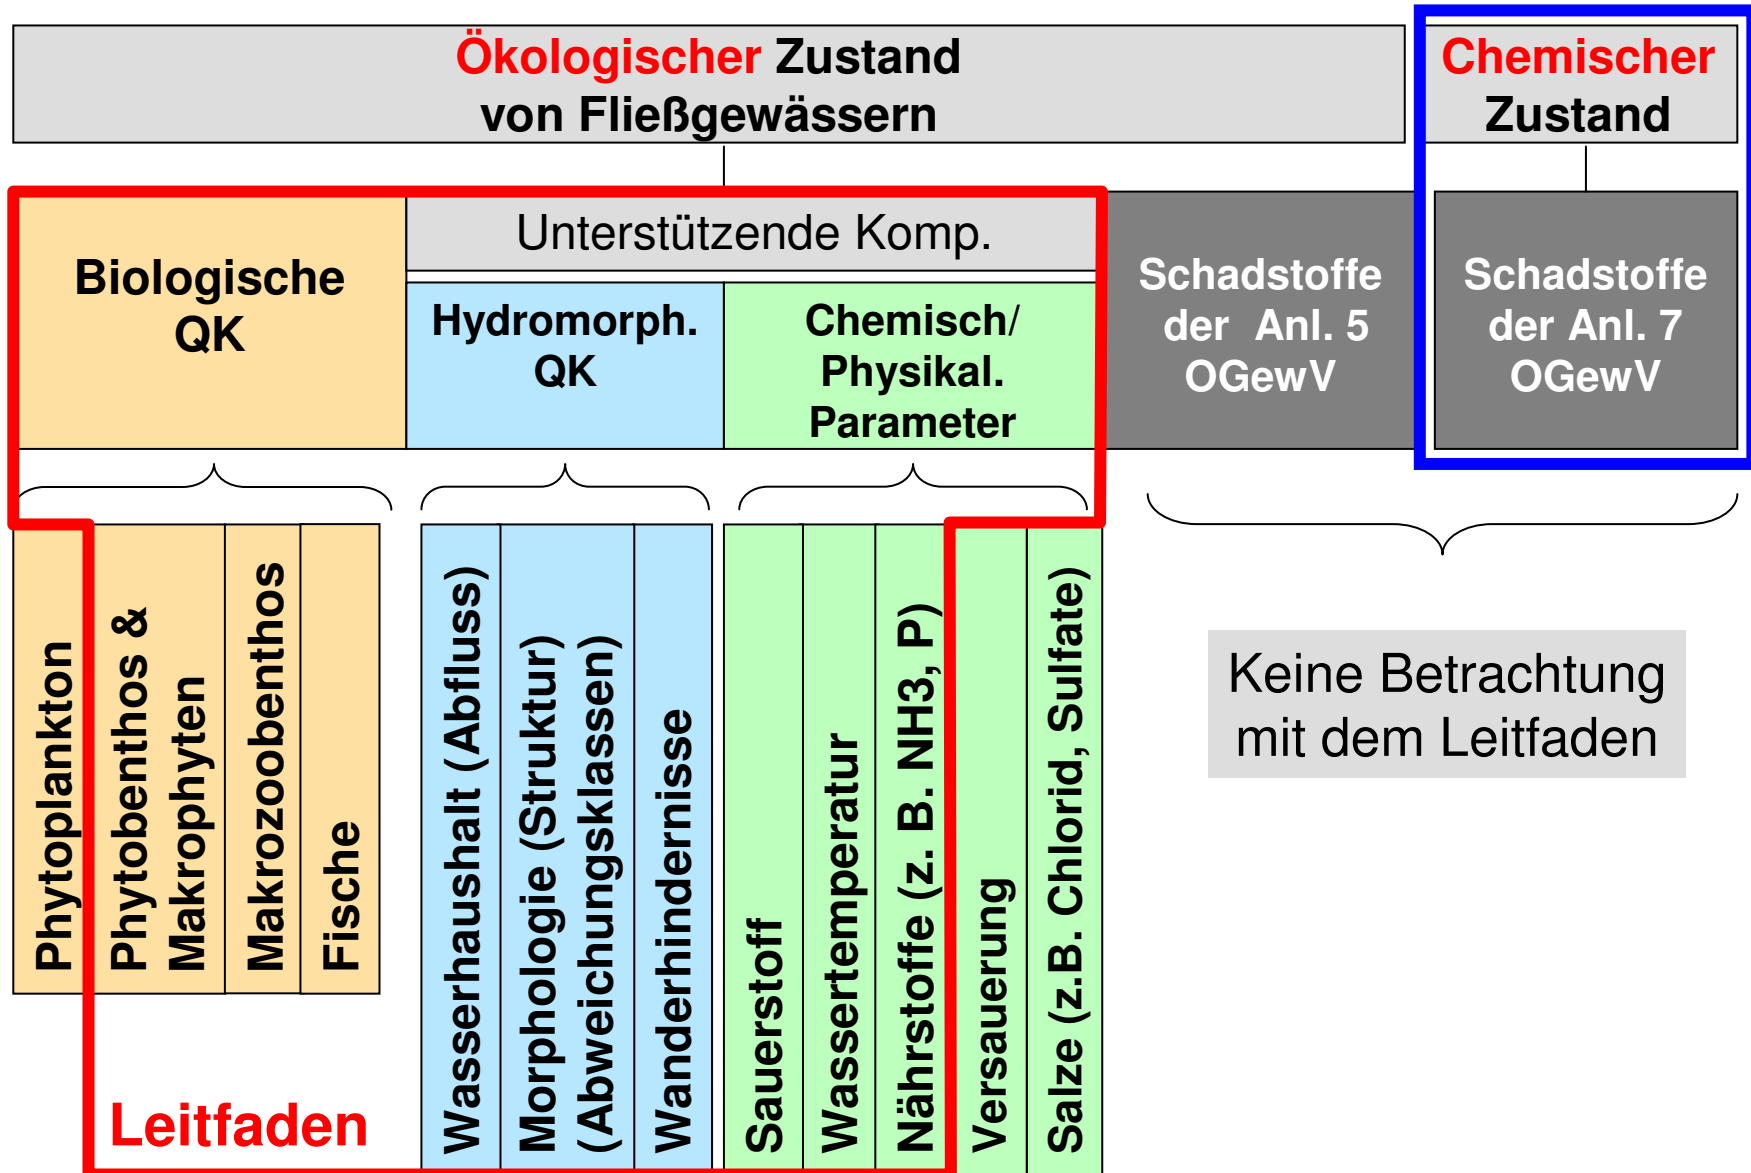 Ökologischer Zustand
von Fließgewässern
Chemischer
Zustand
Unterstützende Komp.
Biologische
QK
Hydromorph.
QK
Chemisch/
Physikal.
Parameter
Schadstoffe
der Anl. 5
OGewV
Schadstoffe
der Anl. 7
OGewV
Phytoplankton
Phytobenthos &
Makrophyten
Makrozoobenthos
Fische
Wasserhaushalt (Abfluss)
Morphologie (Struktur)
(Abweichungsklassen)
Wanderhindernisse
Sauerstoff
Wassertemperatur
Nährstoffe (z. B. NH3, P)
Versauerung
Salze (z.B. Chlorid, Sulfate)
Keine Betrachtung
mit dem Leitfaden
Leitfaden